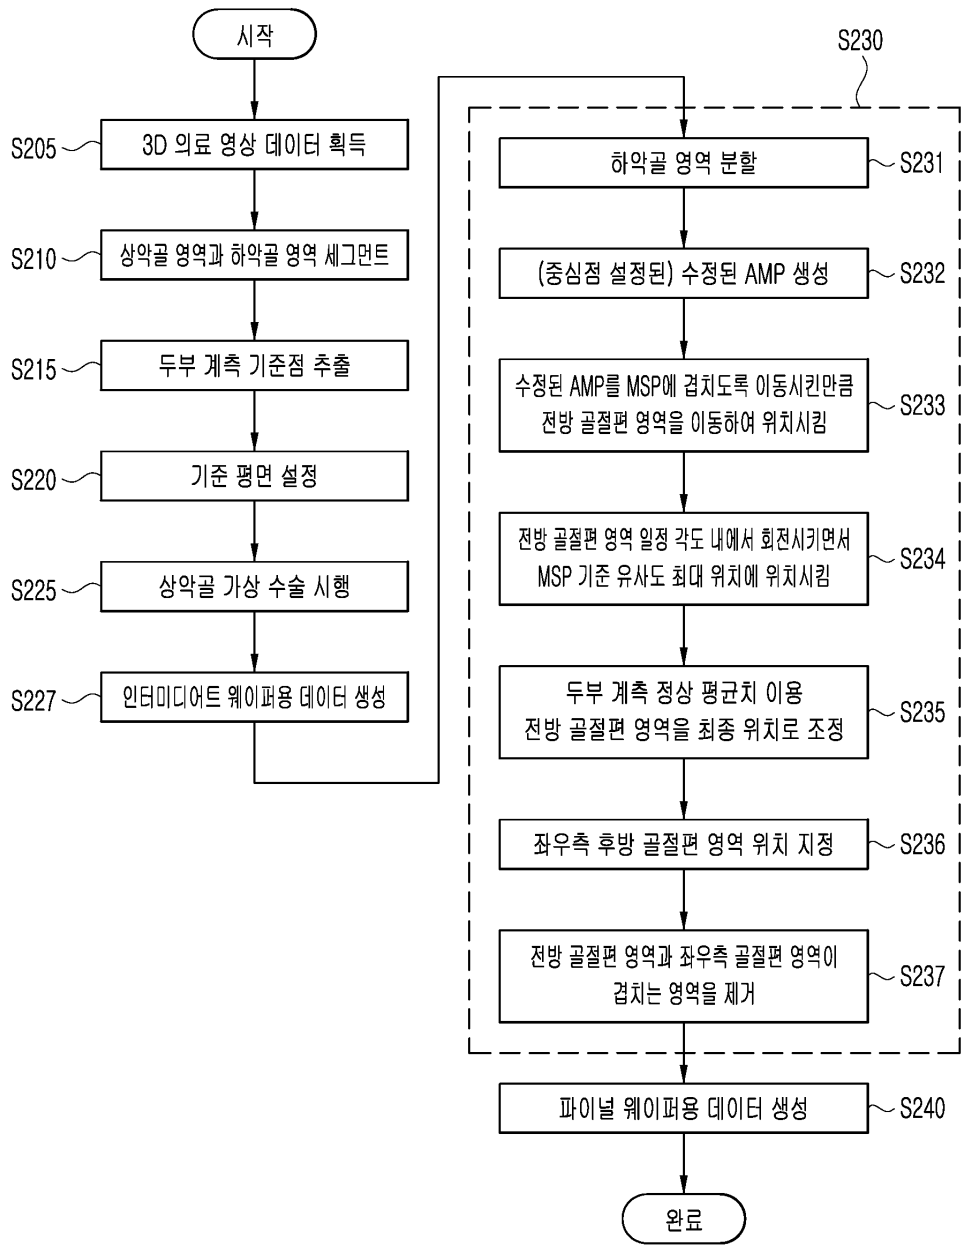 시작
S205
3D 의료 영상 데이터 획득
S210
상악골 영역과 하악골 영역 세그먼트
S215
두부 계측 기준점 추출
S220
기준 평면 설정
S225
상악골 가상 수술 시행
S227
인터미디어트 웨이퍼용 데이터 생성
S230
하악골 영역 분할
S231
(중심점 설정된) 수정된 AMP 생성
S232
수정된 AMP를 MSP에 겹치도록 이동시킨만큼
전방 골절편 영역을 이동하여 위치시킴
S233
전방 골절편 영역 일정 각도 내에서 회전시키면서
MSP 기준 유사도 최대 위치에 위치시킴
S234
두부 계측 정상 평균치 이용
전방 골절편 영역을 최종 위치로 조정
S235
좌우측 후방 골절편 영역 위치 지정
S236
전방 골절편 영역과 좌우측 골절편 영역이
겹치는 영역을 제거
S237
파이널 웨이퍼용 데이터 생성
S240
완료